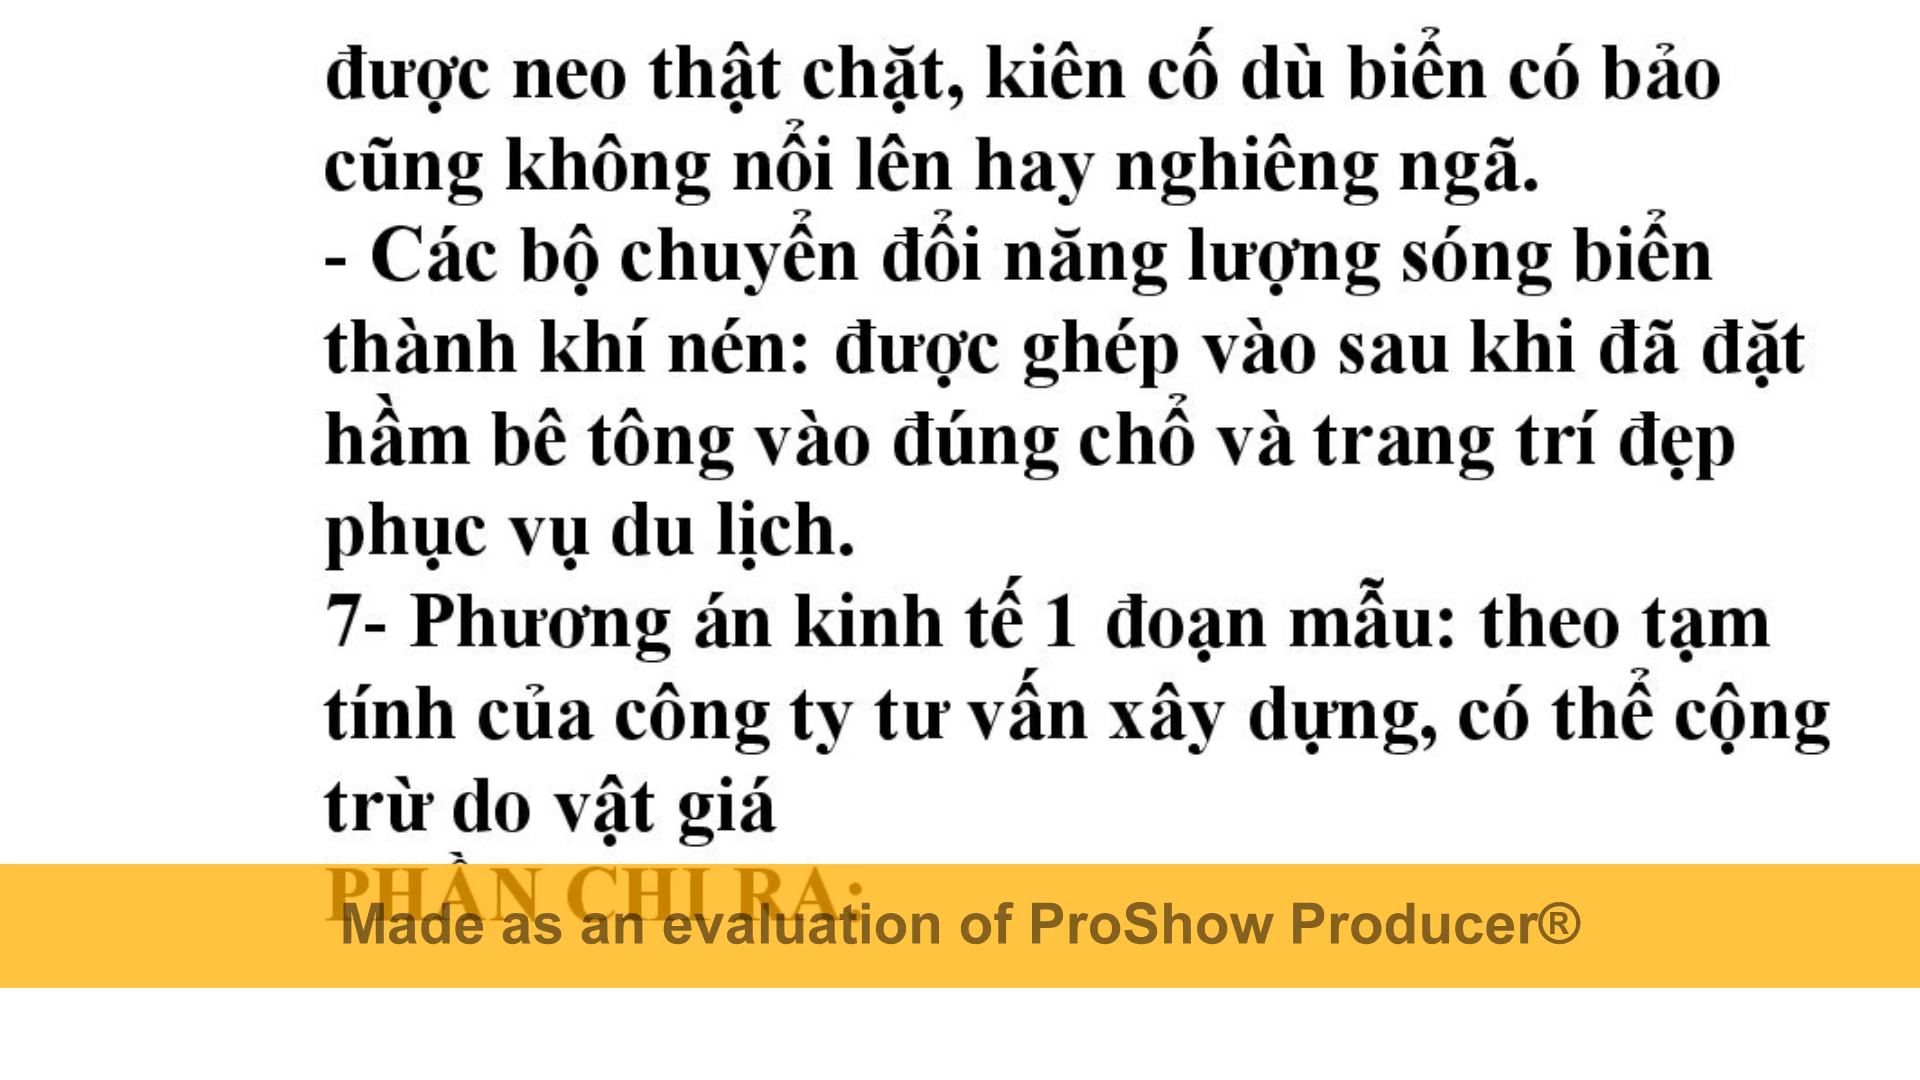 được neo thật chặt, kiên cố dù biển có bảo
cũng không nổi lên hay nghiêng ngã.
- Các bộ chuyển đổi năng lượng sóng biển
thành khí nén: được ghép vào sau khi đã đặt
hầm bê tông vào đúng chổ và trang trí đẹp
phục vụ du lịch.
7- Phương án kinh tế 1 đoạn mẫu: theo tạm
tính của công ty tư vấn xây dựng, có thể cộng
trừ do vật giá
PHẦN CHI RA:
Made as an evaluation of ProShow Producer®